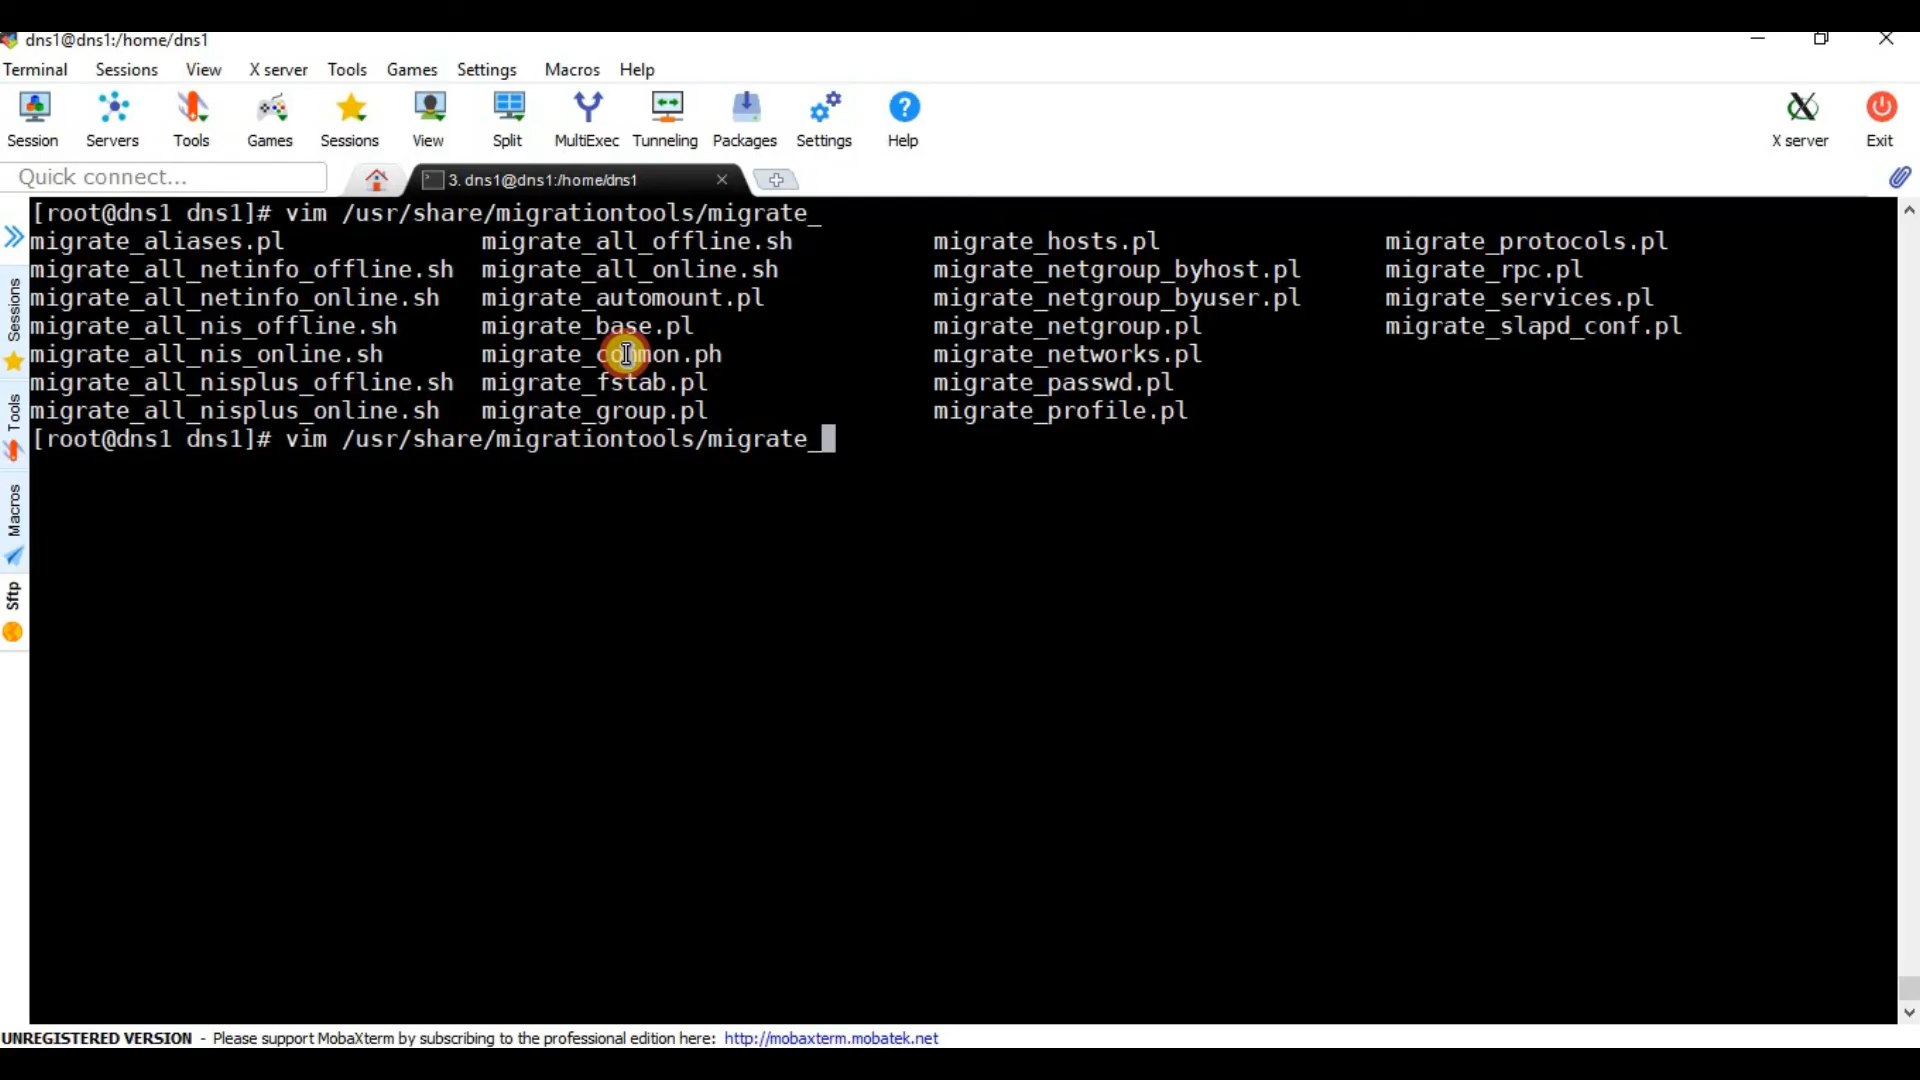 dns1@dns1:/home/dns1
Terminal Sessions View X server Tools Games Settings Macros Help
Session Servers Tools Games Sessions View Split MultiExec Tunneling Packages Settings Help X server Exit
Quick connect... 3. dns1@dns1:/home/dns1
[root@dns1 dns1]# vim /usr/share/migrationtools/migrate_
migrate_aliases.pl migrate_all_offline.sh migrate_hosts.pl migrate_protocols.pl
migrate_all_netinfo_offline.sh migrate_all_online.sh migrate_netgroup_byhost.pl migrate_rpc.pl
migrate_all_netinfo_online.sh migrate_automount.pl migrate_netgroup_byuser.pl migrate_services.pl
migrate_all_nis_offline.sh migrate_base.pl migrate_netgroup.pl migrate_slapd_conf.pl
migrate_all_nis_online.sh migrate_common.ph migrate_networks.pl
migrate_all_nisplus_offline.sh migrate_fstab.pl migrate_passwd.pl
migrate_all_nisplus_online.sh migrate_group.pl migrate_profile.pl
[root@dns1 dns1]# vim /usr/share/migrationtools/migrate_
Sessions
Tools
Macros
Sftp
UNREGISTERED VERSION - Please support MobaXterm by subscribing to the professional edition here: http://mobaxterm.mobatek.net